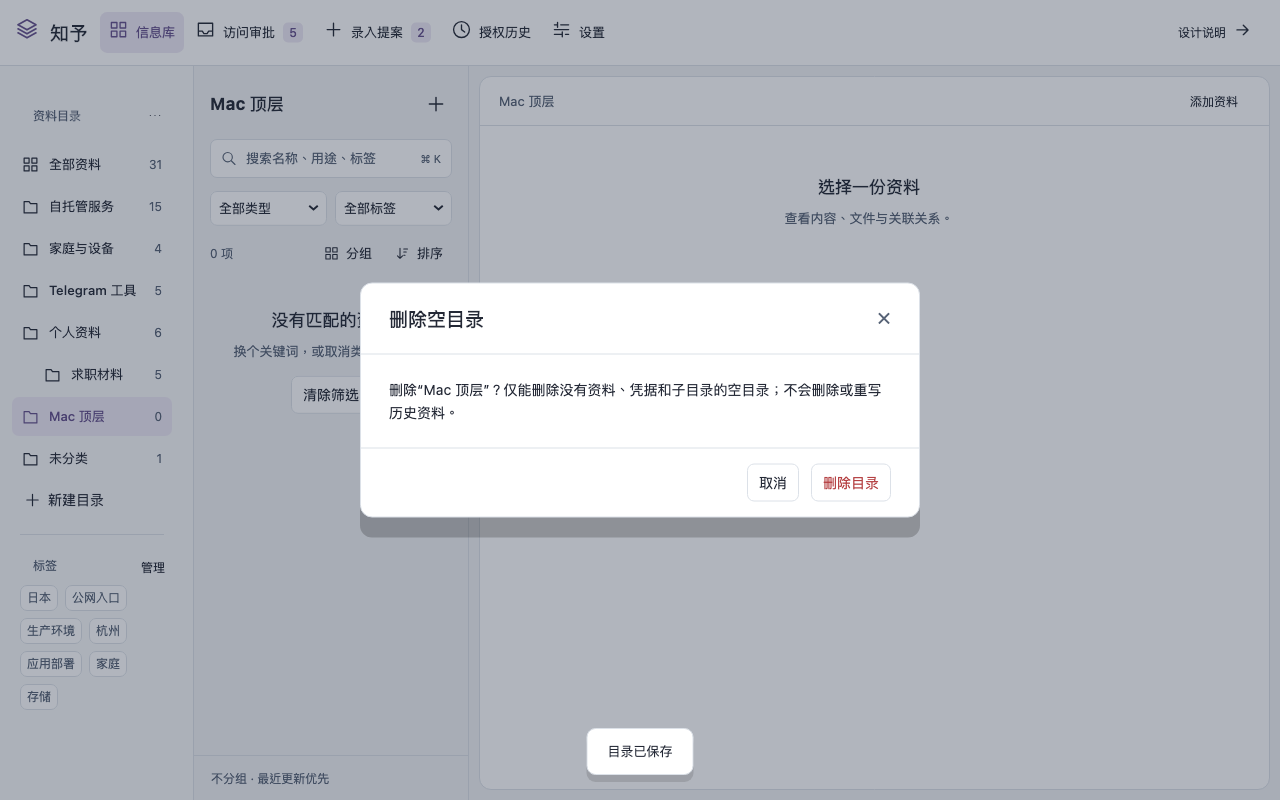 知予
信息库
访问审批 5
录入提案 2
授权历史
设置
设计说明
资料目录 ...
全部资料 31
自托管服务 15
家庭与设备 4
Telegram 工具 5
个人资料 6
求职材料 5
Mac 顶层 0
未分类 1
新建目录
标签 管理
日本 公网入口
生产环境 杭州
应用部署 家庭
存储
Mac 顶层
搜索名称、用途、标签 ⌘ K
全部类型 全部标签
0 项 分组 排序
没有匹配的
换个关键词，或取消类
清除筛选
不分组 · 最近更新优先
Mac 顶层 添加资料
选择一份资料
查看内容、文件与关联关系。
删除空目录
删除“Mac 顶层”？仅能删除没有资料、凭据和子目录的空目录；不会删除或重写
历史资料。
取消 删除目录
目录已保存